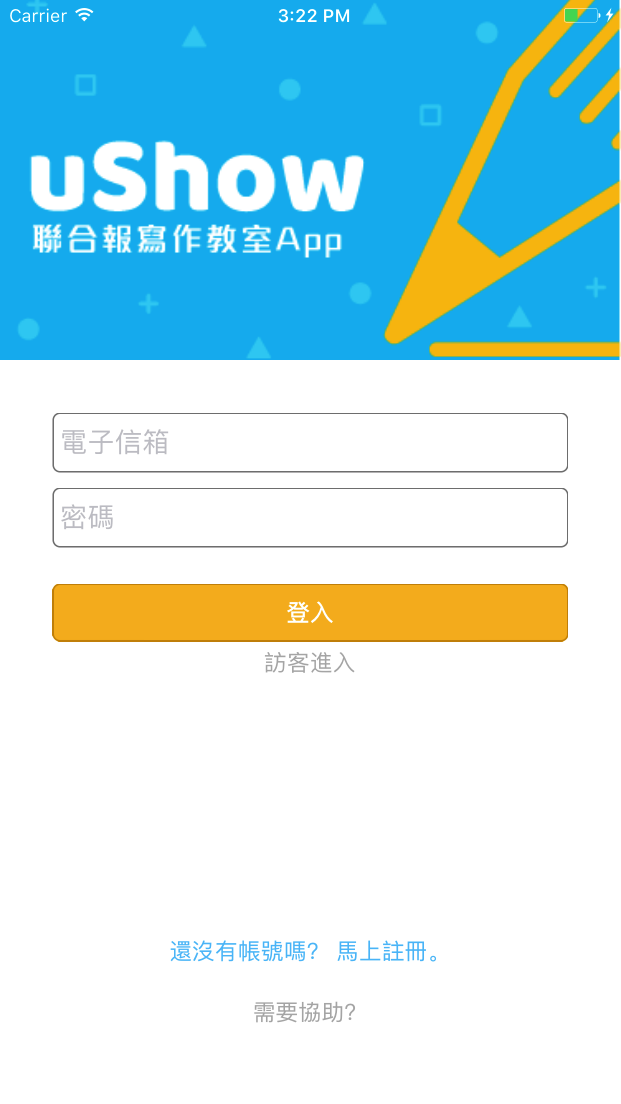 Carrier 3:22 PM
uShow
聯合報寫作教室App
電子信箱
密碼
登入
訪客進入
還沒有帳號嗎? 馬上註冊。
需要協助?